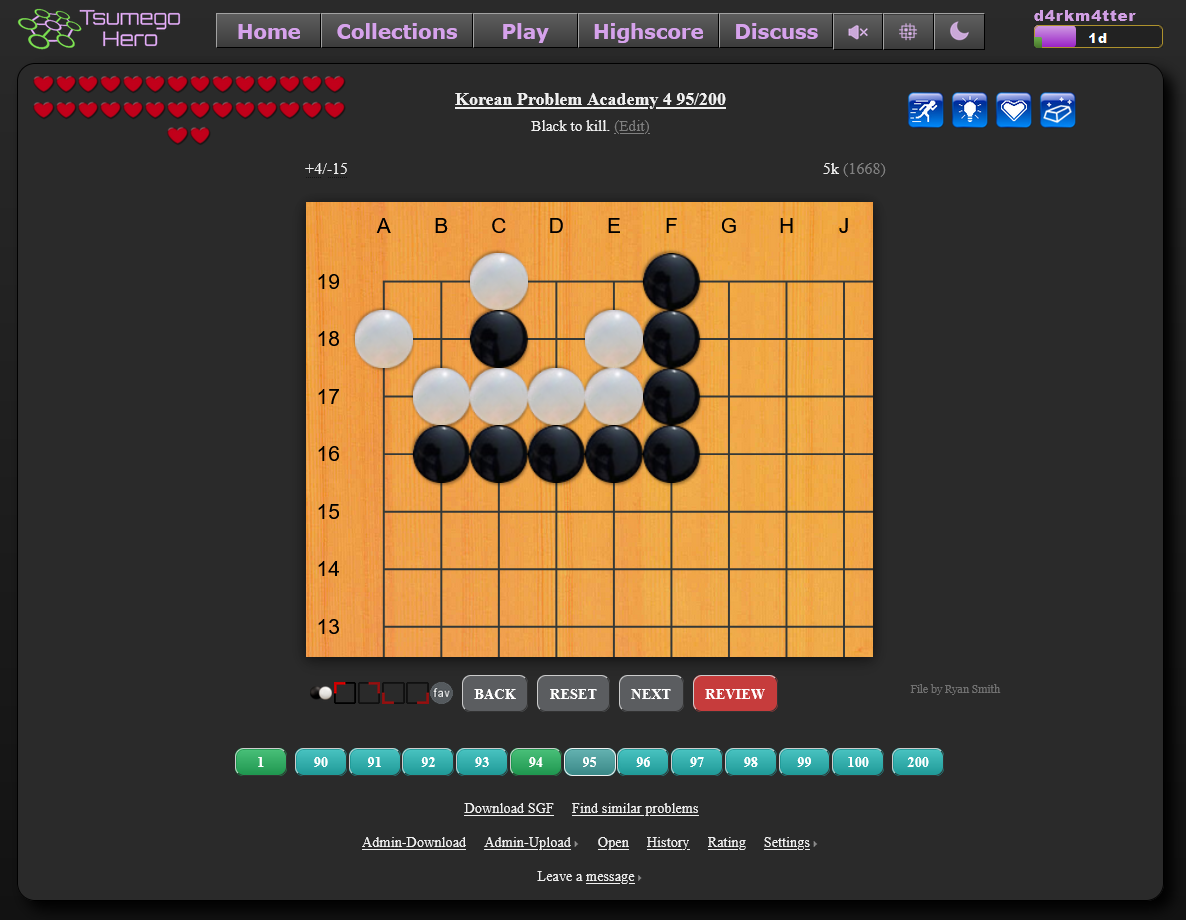 Tsumego
Hero
Home Collections Play Highscore Discuss
d4rkm4tter
1d
Korean Problem Academy 4 95/200
Black to kill. (Edit)
+4/-15
5k (1668)
A B C D E F G H J
19
18
17
16
15
14
13
fav BACK RESET NEXT REVIEW
File by Ryan Smith
1 90 91 92 93 94 95 96 97 98 99 100 200
Download SGF Find similar problems
Admin-Download Admin-Upload Open History Rating Settings
Leave a message